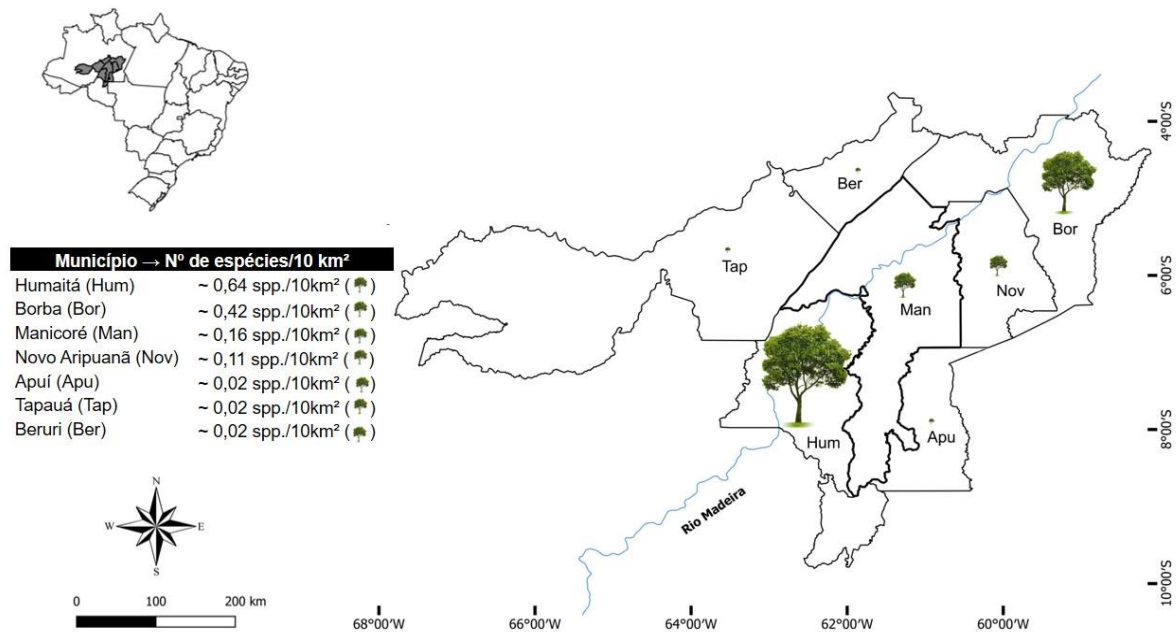 Município → Nº de espécies/10 km²
Humaitá (Hum) ~ 0,64 spp./10km² ( )
Borba (Bor) ~ 0,42 spp./10km² ( )
Manicoré (Man) ~ 0,16 spp./10km² ( )
Novo Aripuanã (Nov) ~ 0,11 spp./10km² ( )
Apuí (Apu) ~ 0,02 spp./10km² ( )
Tapauá (Tap) ~ 0,02 spp./10km² ( )
Beruri (Ber) ~ 0,02 spp./10km² ( )
N
W E
S
0 100 200 km
Ber
Bor
Tap
Nov
Man
Hum
Apu
Rio Madeira
4°00'S
6°00'S
8°00'S
10°00'S
68°00'W 66°00'W 64°00'W 62°00'W 60°00'W